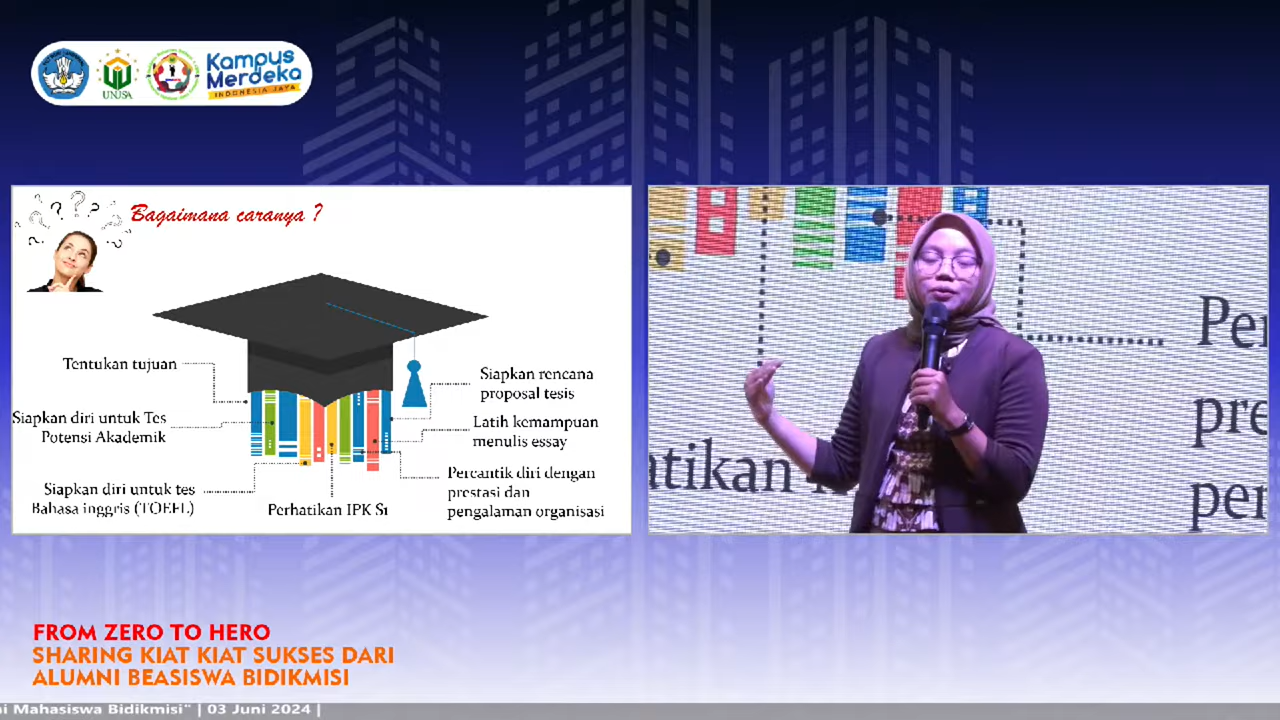 UNUSA
Kampus
Merdeka
INDONESIA JAYA
Bagaimana caranya ?
Tentukan tujuan
Siapkan diri untuk Tes
Potensi Akademik
Siapkan diri untuk tes
Bahasa inggris (TOEFL)
Perhatikan IPK S1
Siapkan rencana
proposal tesis
Latih kemampuan
menulis essay
Percantik diri dengan
prestasi dan
pengalaman organisasi
Per
pre
per
atikan
FROM ZERO TO HERO
SHARING KIAT KIAT SUKSES DARI
ALUMNI BEASISWA BIDIKMISI
ni Mahasiswa Bidikmisi" | 03 Juni 2024 |